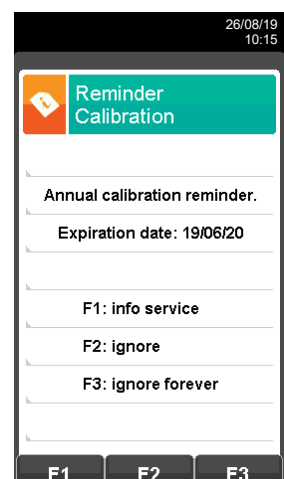 26/08/19
10:15
Reminder
Calibration
Annual calibration reminder.
Expiration date: 19/06/20
F1: info service
F2: ignore
F3: ignore forever
F1 F2 F3